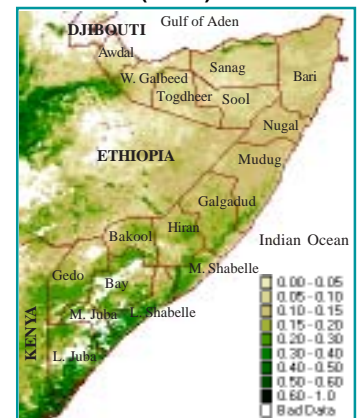 DJIBOUTI
Gulf of Aden
Awdal
Sanag
W. Galbeed
Bari
Togdheer
Sool
Nugal
ETHIOPIA
Mudug
Galgadud
Hiran
Bakool
Indian Ocean
Gedo
M. Shabelle
Bay
M. Juba
L. Shabelle
KENYA
L. Juba
0.00 - 0.05
0.05 - 0.10
0.10 - 0.15
0.15 - 0.20
0.20 - 0.30
0.30 - 0.40
0.40 - 0.50
0.50 - 0.60
0.60 - 1.0
Bad Data